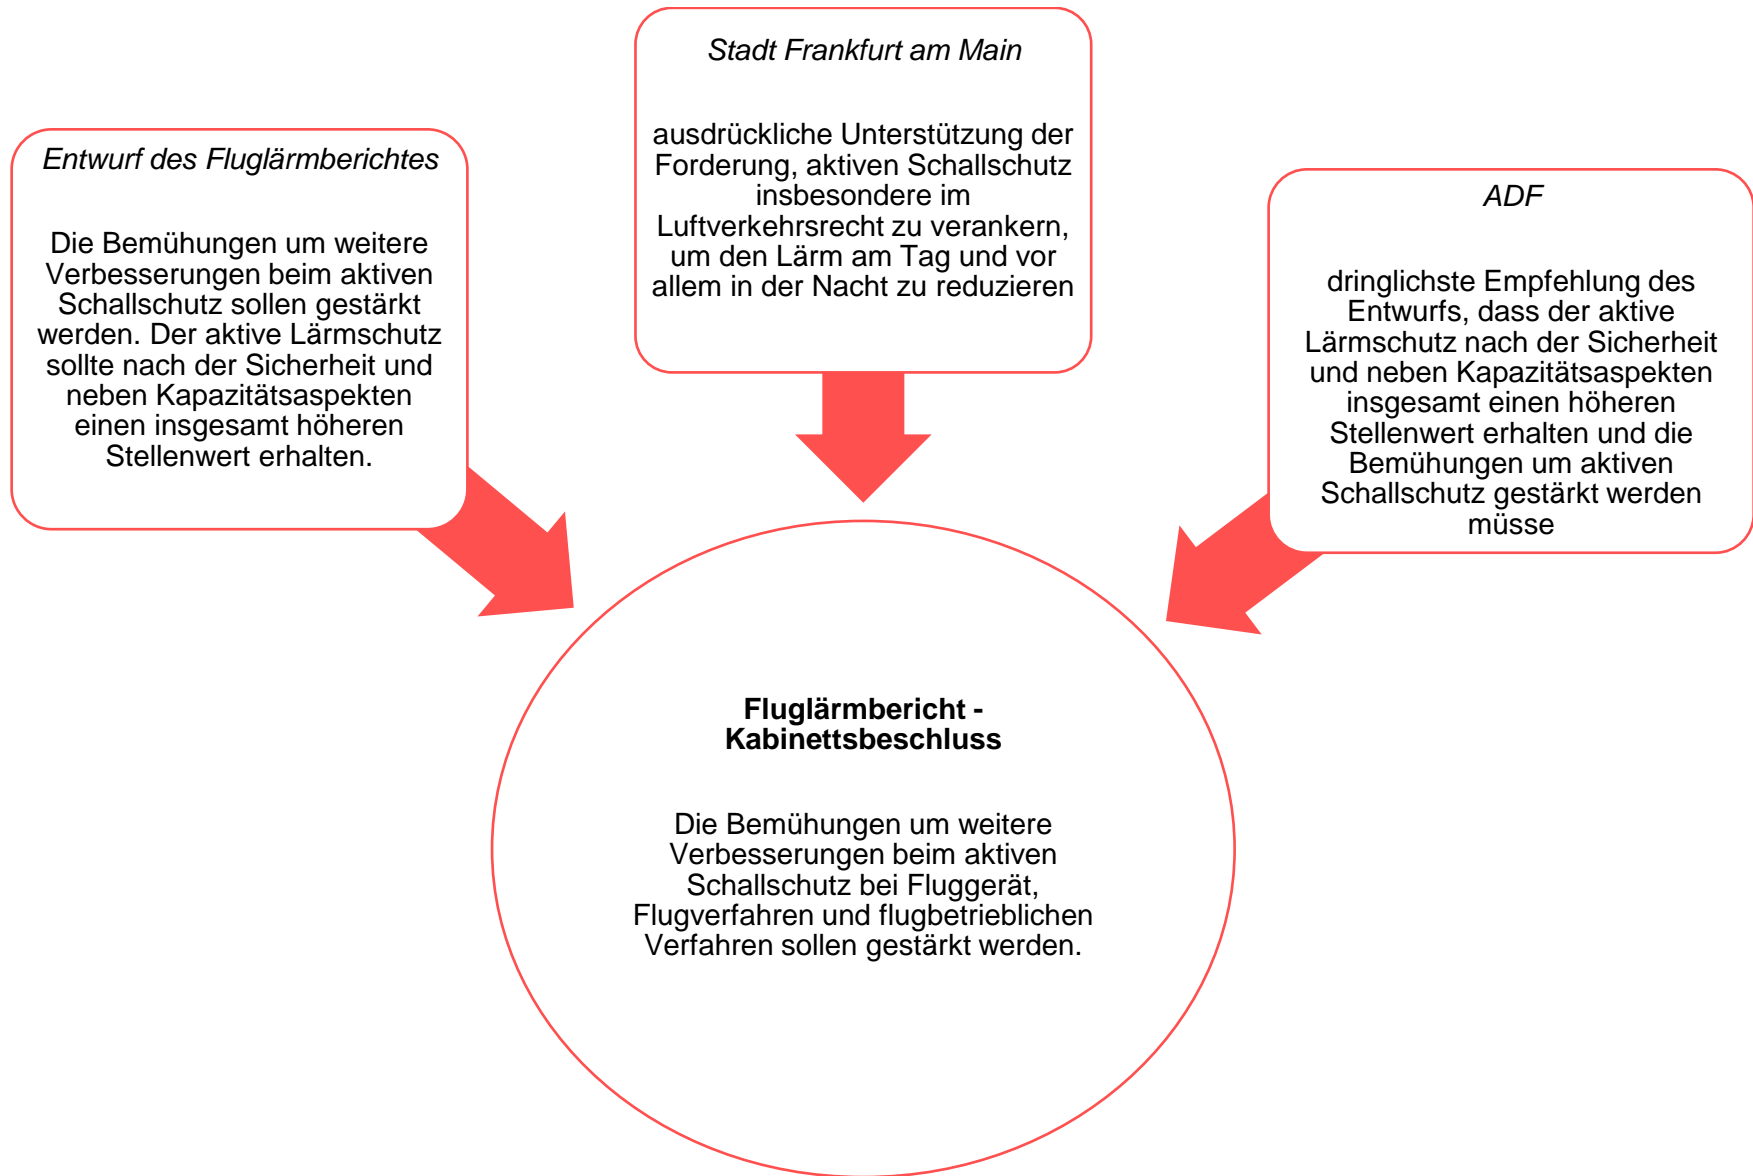 Entwurf des Fluglärmberichtes
Die Bemühungen um weitere
Verbesserungen beim aktiven
Schallschutz sollen gestärkt
werden. Der aktive Lärmschutz
sollte nach der Sicherheit und
neben Kapazitätsaspekten
einen insgesamt höheren
Stellenwert erhalten.
Stadt Frankfurt am Main
ausdrückliche Unterstützung der
Forderung, aktiven Schallschutz
insbesondere im
Luftverkehrsrecht zu verankern,
um den Lärm am Tag und vor
allem in der Nacht zu reduzieren
ADF
dringlichste Empfehlung des
Entwurfs, dass der aktive
Lärmschutz nach der Sicherheit
und neben Kapazitätsaspekten
insgesamt einen höheren
Stellenwert erhalten und die
Bemühungen um aktiven
Schallschutz gestärkt werden
müsse
Fluglärmbericht -
Kabinettsbeschluss
Die Bemühungen um weitere
Verbesserungen beim aktiven
Schallschutz bei Fluggerät,
Flugverfahren und flugbetrieblichen
Verfahren sollen gestärkt werden.